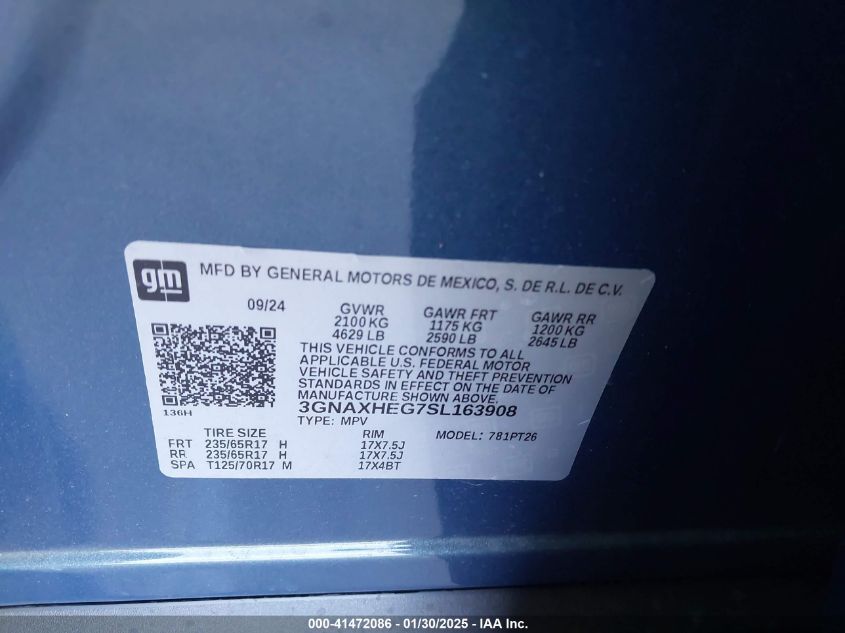 gm
MFD BY GENERAL MOTORS DE MEXICO, S. DE R.L. DE C.V.
09/24 GVWR GAWR FRT GAWR RR
2100 KG 1175 KG 1200 KG
4629 LB 2590 LB 2645 LB
THIS VEHICLE CONFORMS TO ALL
APPLICABLE U.S. FEDERAL MOTOR
VEHICLE SAFETY AND THEFT PREVENTION
STANDARDS IN EFFECT ON THE DATE OF
MANUFACTURE SHOWN ABOVE.
136H 3GNAXHEG7SL163908
TYPE: MPV
TIRE SIZE RIM MODEL: 781PT26
FRT 235/65R17 H 17X7.5J
RR 235/65R17 H 17X7.5J
SPA T125/70R17 M 17X4BT
000-41472086 - 01/30/2025 - IAA Inc.